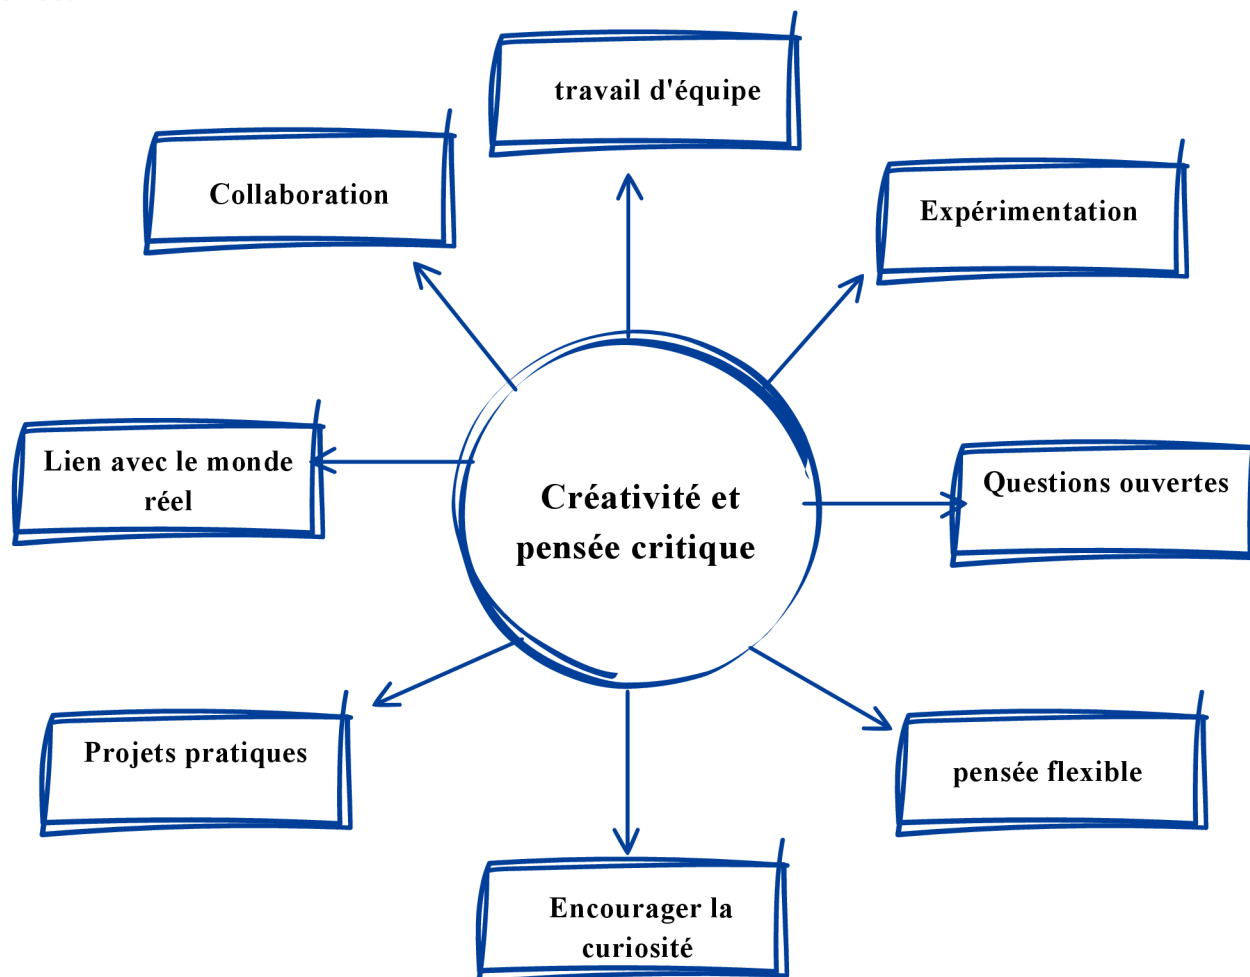 travail d'équipe
Collaboration
Expérimentation
Lien avec le monde
réel
Questions ouvertes
Créativité et
pensée critique
Projets pratiques
pensée flexible
Encourager la
curiosité